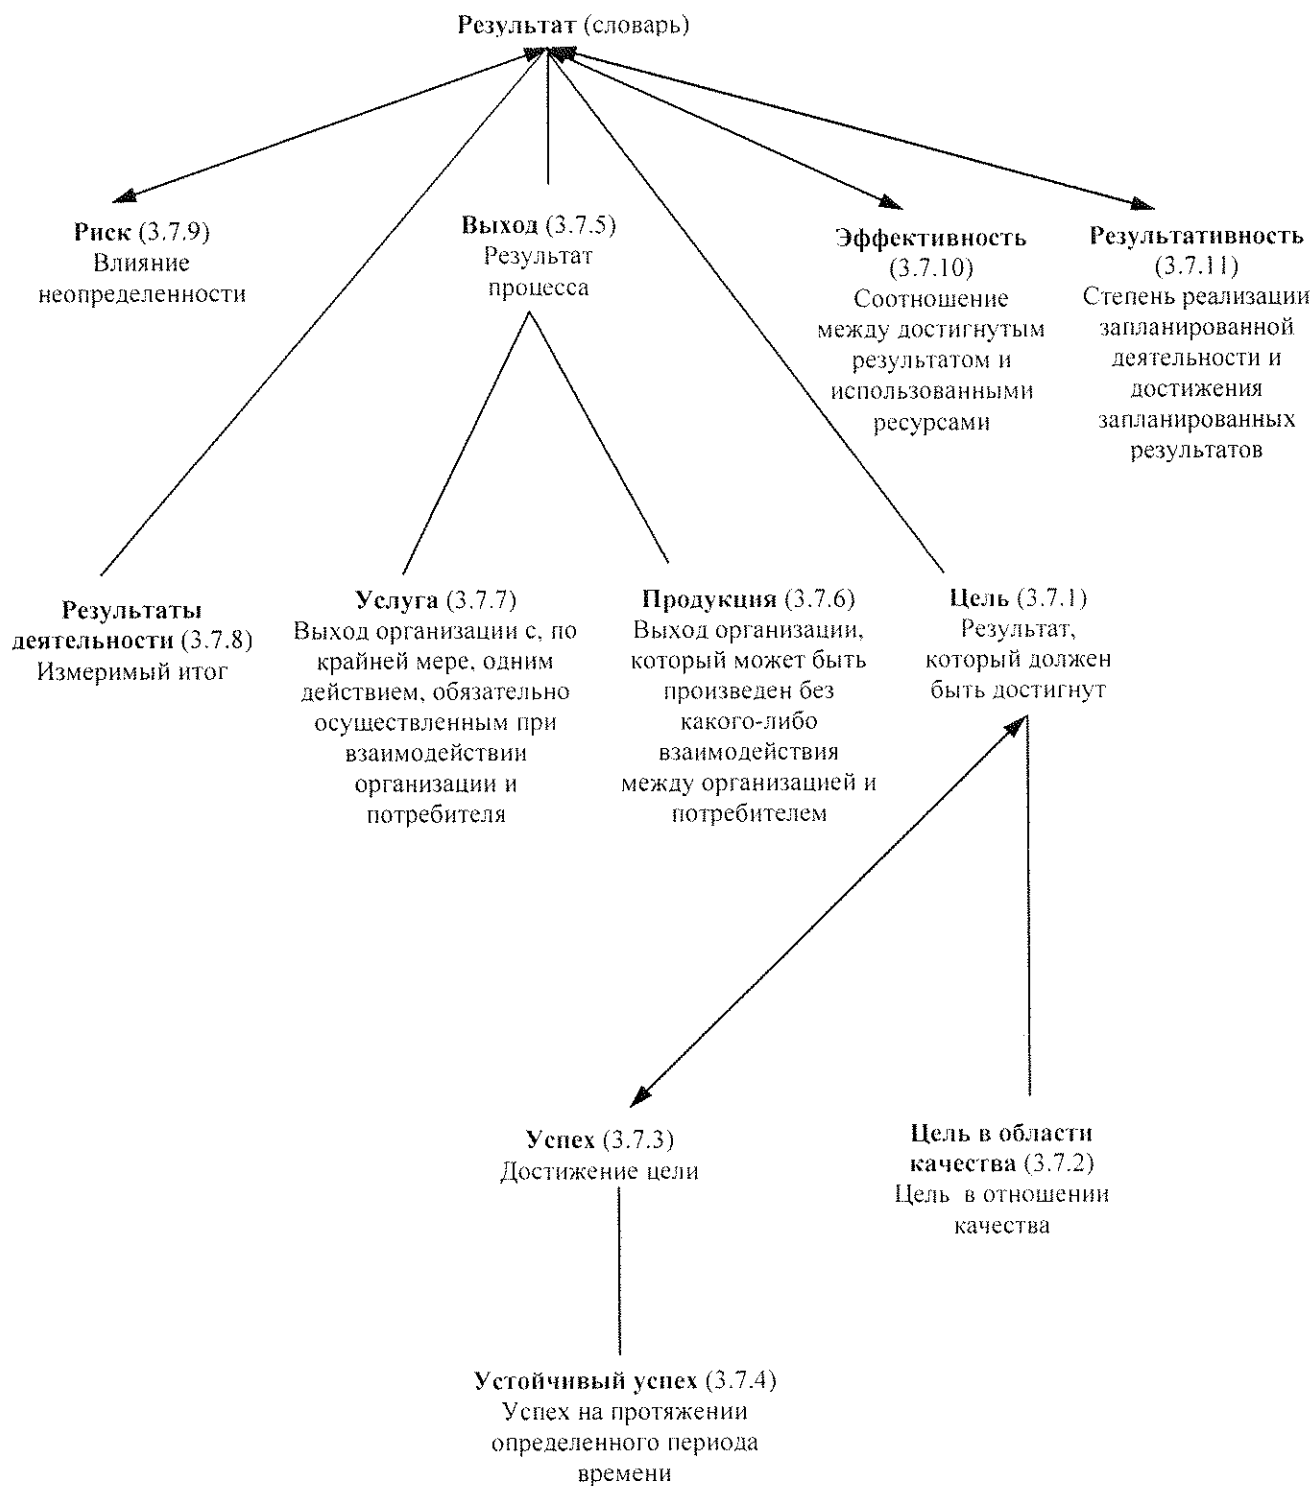 Результат (словарь)
Риск (3.7.9)
Влияние
неопределенности
Выход (3.7.5)
Результат
процесса
Эффективность
(3.7.10)
Соотношение
между достигнутым
результатом и
использованными
ресурсами
Результативность
(3.7.11)
Степень реализации
запланированной
деятельности и
достижения
запланированных
результатов
Результаты
деятельности (3.7.8)
Измеримый итог
Услуга (3.7.7)
Выход организации с, по
крайней мере, одним
действием, обязательно
осуществленным при
взаимодействии
организации и
потребителя
Продукция (3.7.6)
Выход организации,
который может быть
произведен без
какого-либо
взаимодействия
между организацией и
потребителем
Цель (3.7.1)
Результат,
который должен
быть достигнут
Успех (3.7.3)
Достижение цели
Цель в области
качества (3.7.2)
Цель в отношении
качества
Устойчивый успех (3.7.4)
Успех на протяжении
определенного периода
времени